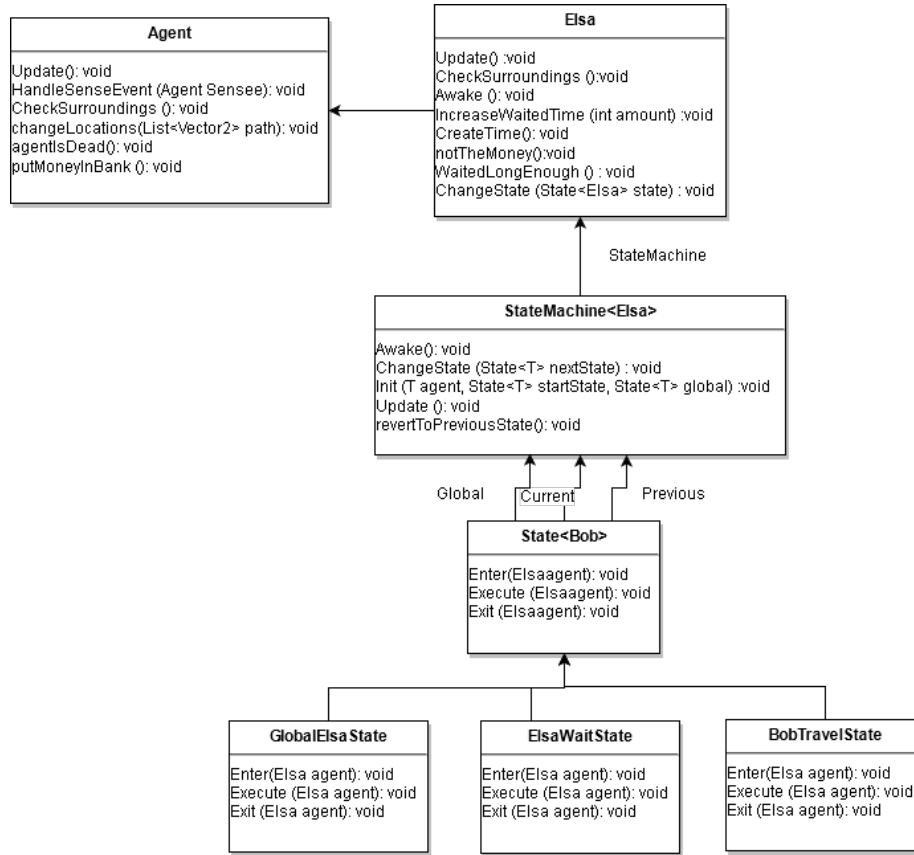 Agent
Update(): void
HandleSenseEvent (Agent Sensee): void
CheckSurroundings (): void
changeLocations(List<Vector2> path): void
agentIsDead(): void
putMoneyInBank (): void
Elsa
Update() :void
CheckSurroundings ():void
Awake (): void
IncreaseWaitedTime (int amount) :void
CreateTime(): void
notTheMoney():void
WaitedLongEnough () : void
ChangeState (State<Elsa> state) : void
StateMachine
StateMachine<Elsa>
Awake(): void
ChangeState (State<T> nextState) : void
Init (T agent, State<T> startState, State<T> global) :void
Update (): void
revertToPreviousState(): void
Global
Current
Previous
State<Bob>
Enter(Elsaagent): void
Execute (Elsaagent): void
Exit (Elsaagent): void
GlobalElsaState
Enter(Elsa agent): void
Execute (Elsa agent): void
Exit (Elsa agent): void
ElsaWaitState
Enter(Elsa agent): void
Execute (Elsa agent): void
Exit (Elsa agent): void
BobTravelState
Enter(Elsa agent): void
Execute (Elsa agent): void
Exit (Elsa agent): void